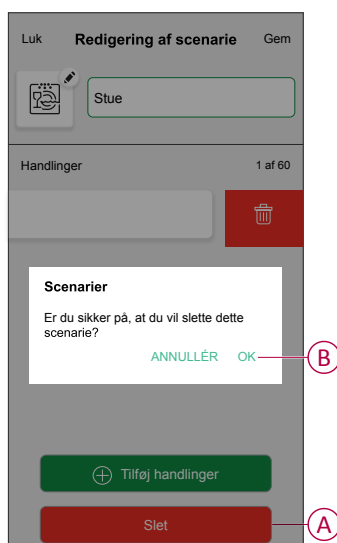 Luk Redigering af scenarie Gem
Stue
Handlinger 1 af 60
Scenarier
Er du sikker på, at du vil slette dette
scenarie?
ANNULLÉR OK
B
Tilføj handlinger
Slet
A